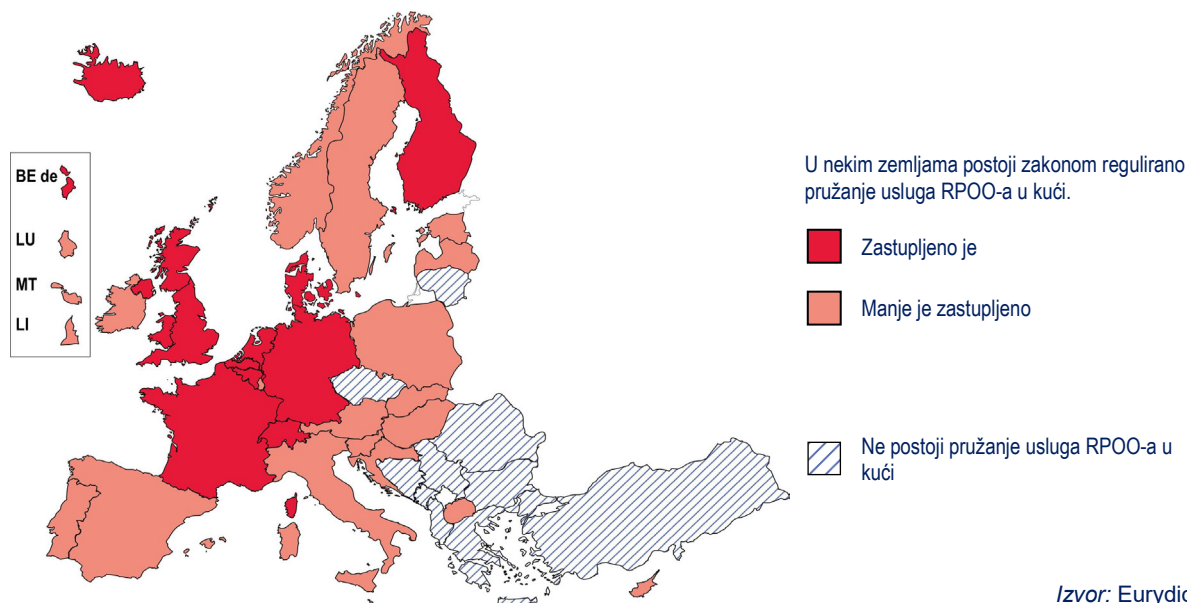 BE de
LU
MT
LI
U nekim zemljama postoji zakonom regulirano
pružanje usluga RPOO-a u kući.
Zastupljeno je
Manje je zastupljeno
Ne postoji pružanje usluga RPOO-a u
kući
Izvor: Eurydic